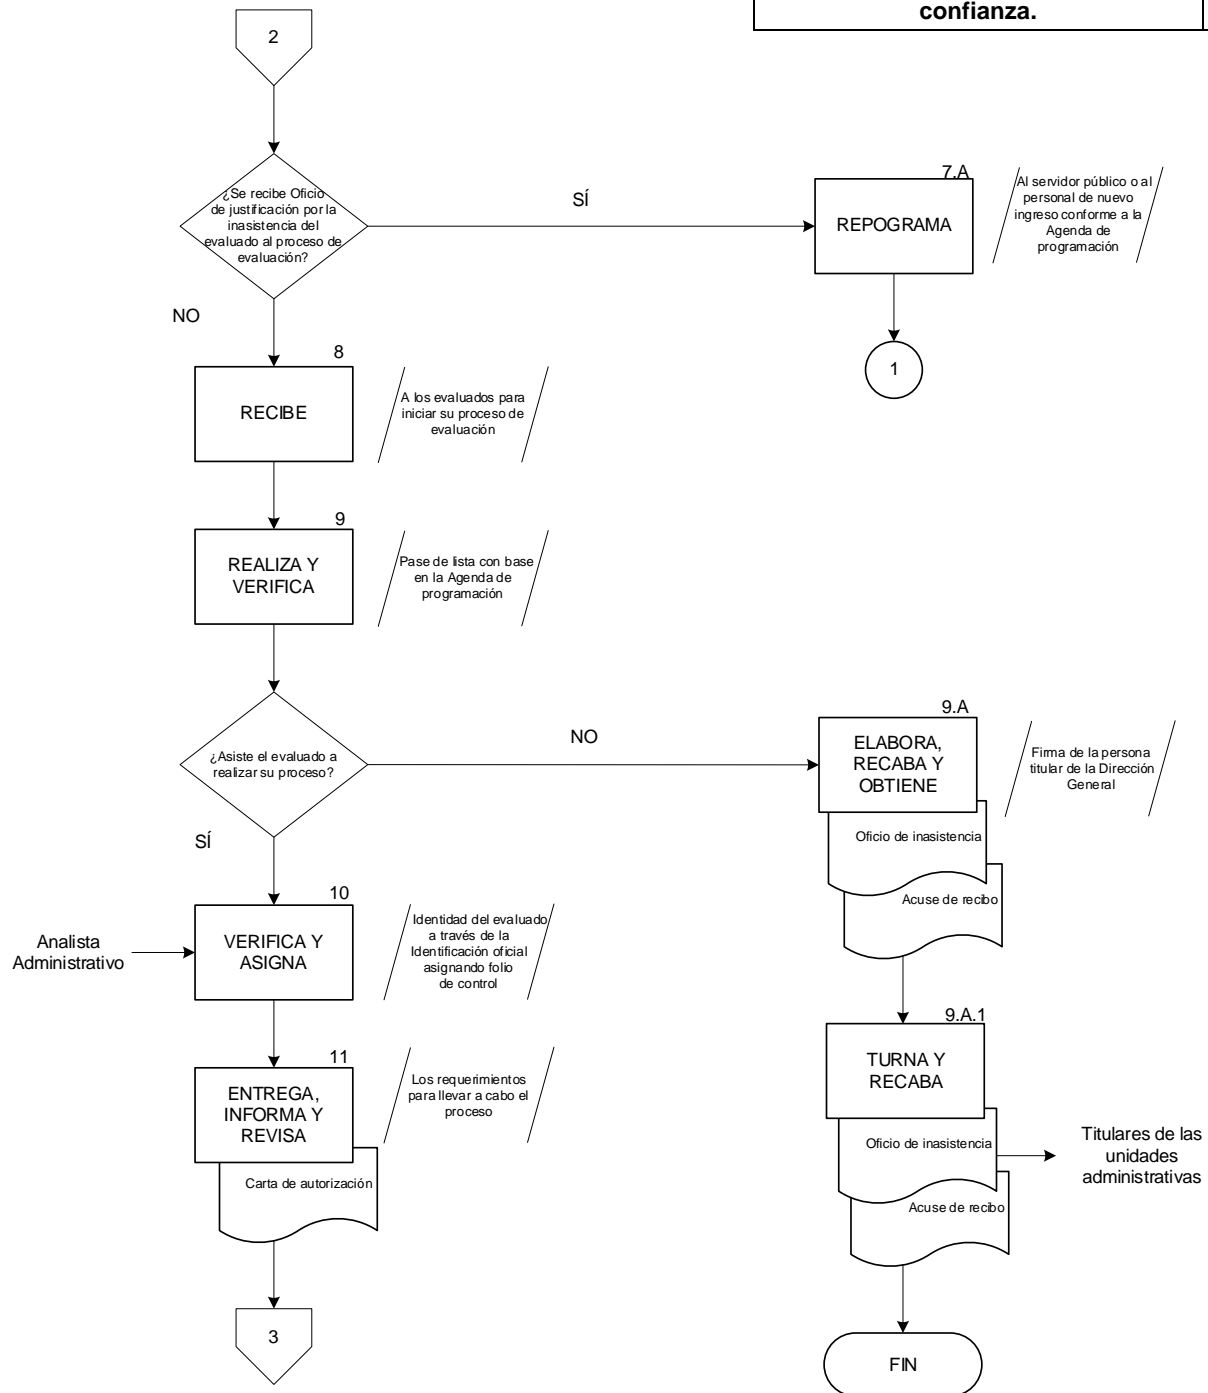 confianza.
2
¿Se recibe Oficio
de justificación por la
inasistencia del
evaluado al proceso de
evaluación?
SÍ
7.A
REPOGRAMA
Al servidor público o al
personal de nuevo
ingreso conforme a la
Agenda de
programación
NO
1
8
RECIBE
A los evaluados para
iniciar su proceso de
evaluación
9
REALIZA Y
VERIFICA
Pase de lista con base
en la Agenda de
programación
¿Asiste el evaluado a
realizar su proceso?
NO
9.A
ELABORA,
RECABA Y
OBTIENE
Firma de la persona
titular de la Dirección
General
Oficio de inasistencia
Acuse de recibo
SÍ
10
Analista
Administrativo
VERIFICA Y
ASIGNA
Identidad del evaluado
a través de la
Identificación oficial
asignando folio
de control
9.A.1
TURNA Y
RECABA
Oficio de inasistencia
Acuse de recibo
Titulares de las
unidades
administrativas
11
ENTREGA,
INFORMA Y
REVISA
Los requerimientos
para llevar a cabo el
proceso
Carta de autorización
3
FIN